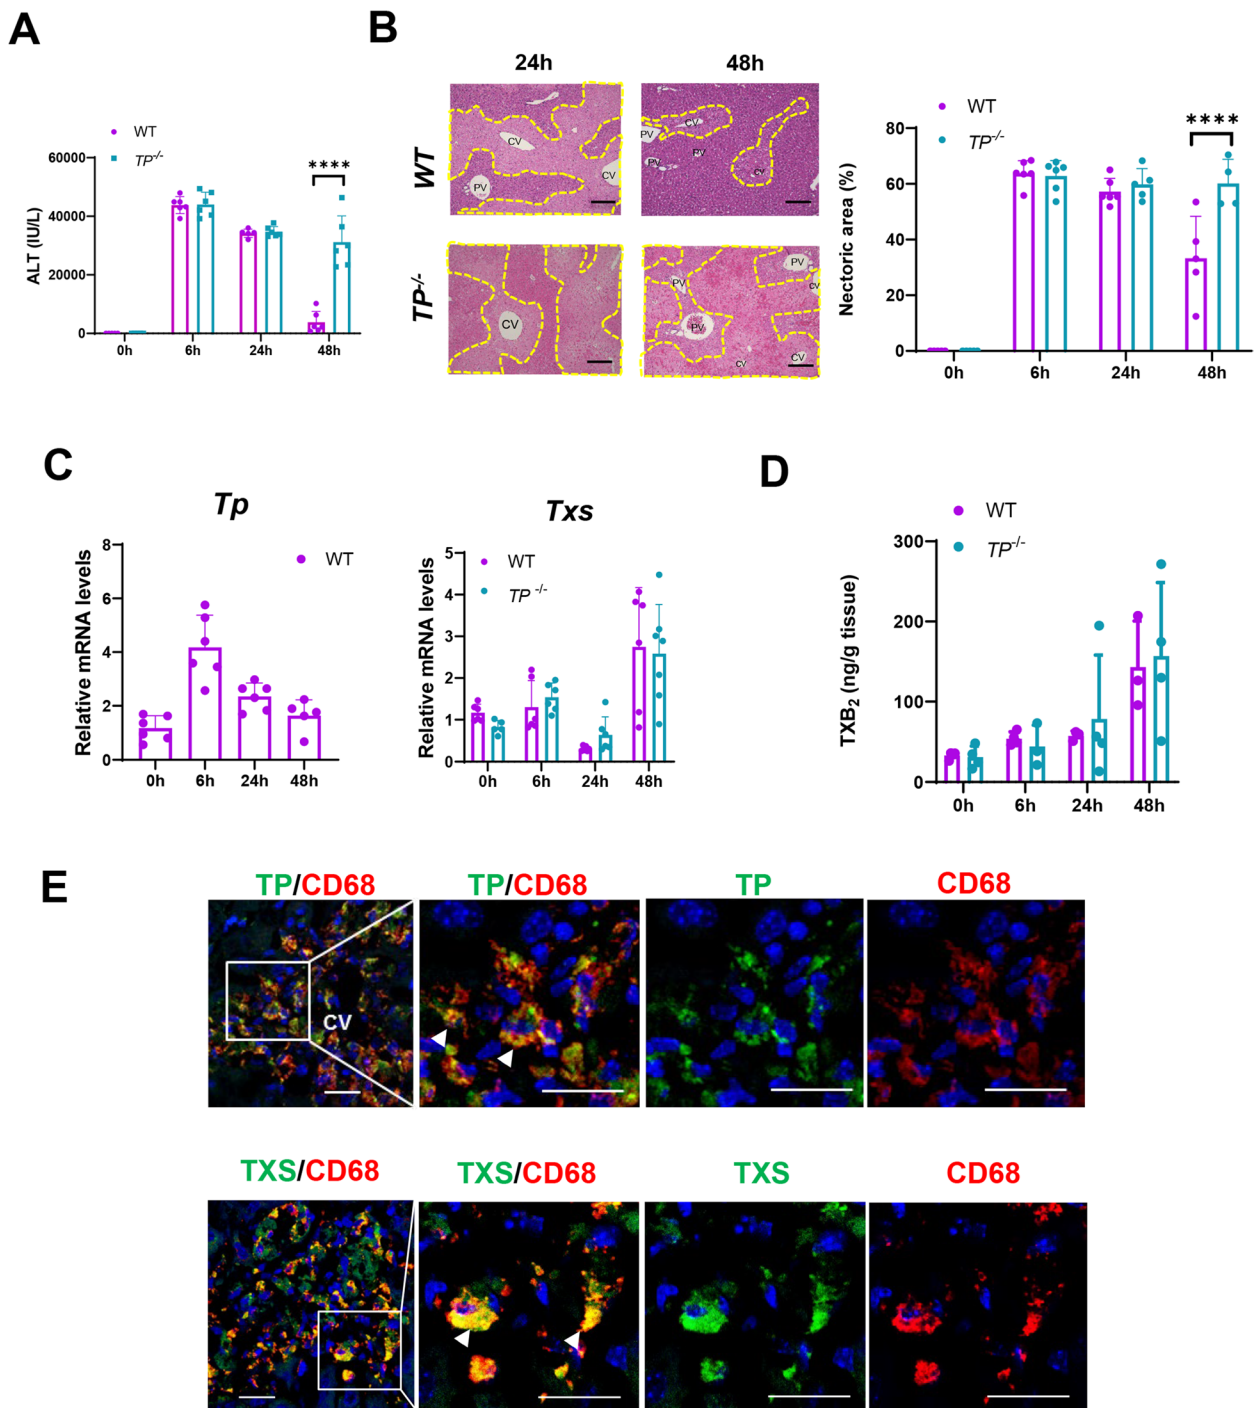 A
WT
TP-/-
60000
40000
20000
0
ALT (IU/L)
****
0h
6h
24h
48h
B
24h
48h
WT
TP-/-
CV
CV
PV
CV
PV
PV
PV
CV
CV
PV
PV
CV
PV
CV
CV
WT
TP-/-
80
60
40
20
0
Nectoric area (%)
****
0h
6h
24h
48h
C
Tp
WT
8
6
4
2
0
Relative mRNA levels
0h
6h
24h
48h
Txs
WT
TP -/-
5
4
3
2
1
0
Relative mRNA levels
0h
6h
24h
48h
D
WT
TP-/-
300
200
100
0
TXB2 (ng/g tissue)
0h
6h
24h
48h
E
TP/CD68
TP/CD68
TP
CD68
CV
TXS/CD68
TXS/CD68
TXS
CD68